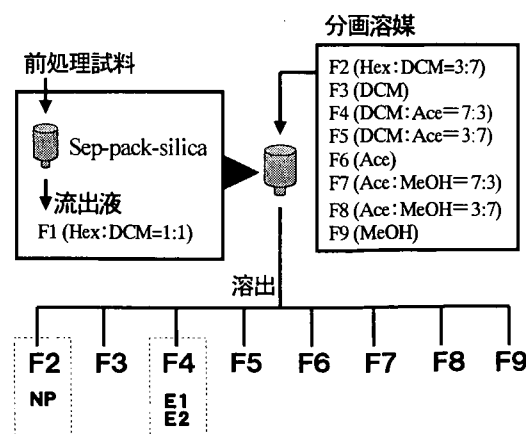 前処理試料
Sep-pack-silica
流出液
F1 (Hex:DCM=1:1)
分画溶媒
F2 (Hex:DCM=3:7)
F3 (DCM)
F4 (DCM:Ace=7:3)
F5 (DCM:Ace=3:7)
F6 (Ace)
F7 (Ace:MeOH=7:3)
F8 (Ace:MeOH=3:7)
F9 (MeOH)
溶出
F2 F3 F4 F5 F6 F7 F8 F9
NP E1
E2